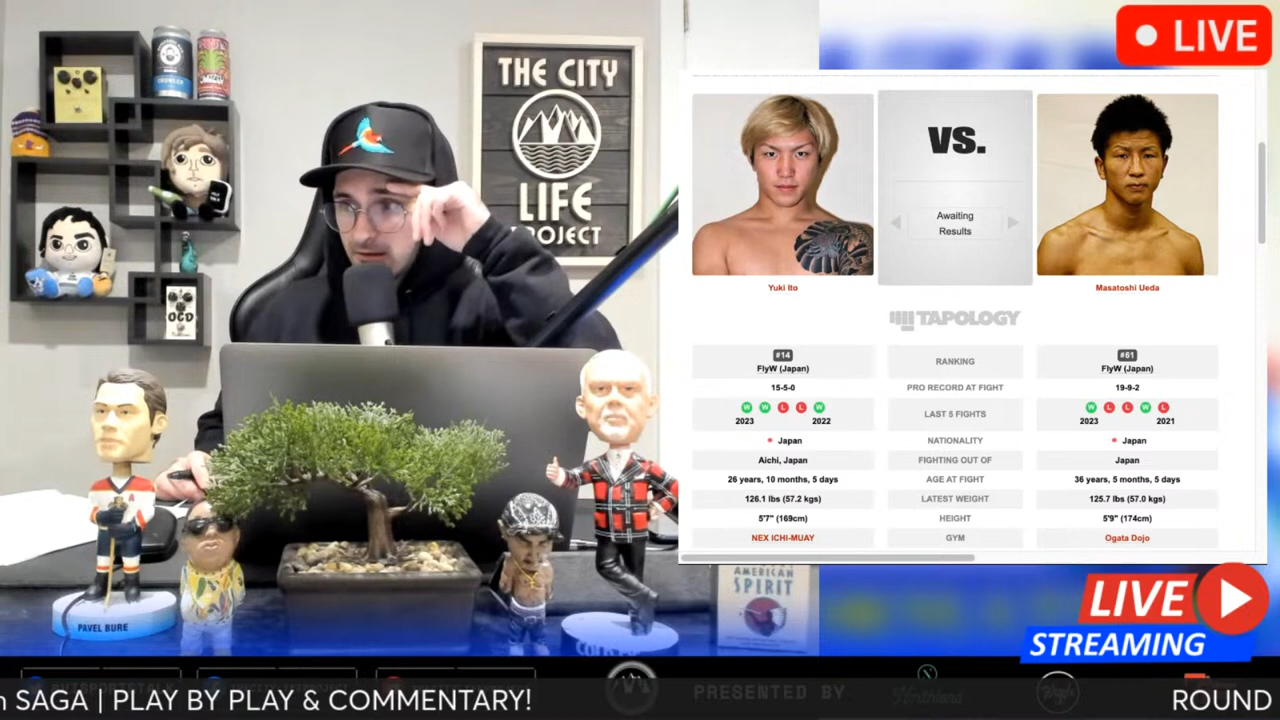 LIVE
THE CITY
LIFE
PROJECT
OCD
PAVEL BURE
AMERICAN
SPIRIT
VS.
Awaiting
Results
Yuki Ito
Masatoshi Ueda
TAPOLOGY
#14
FlyW (Japan)
RANKING
#61
FlyW (Japan)
15-5-0
PRO RECORD AT FIGHT
19-9-2
W W L L W
2023 2022
LAST 5 FIGHTS
W L L W L
2023 2021
Japan
NATIONALITY
Japan
Aichi, Japan
FIGHTING OUT OF
Japan
26 years, 10 months, 5 days
AGE AT FIGHT
36 years, 5 months, 5 days
126.1 lbs (57.2 kgs)
LATEST WEIGHT
125.7 lbs (57.0 kgs)
5'7" (169cm)
HEIGHT
5'9" (174cm)
NEX ICHI-MUAY
GYM
Ogata Dojo
LIVE
STREAMING
PRESENTED BY
n SAGA | PLAY BY PLAY & COMMENTARY!
ROUND